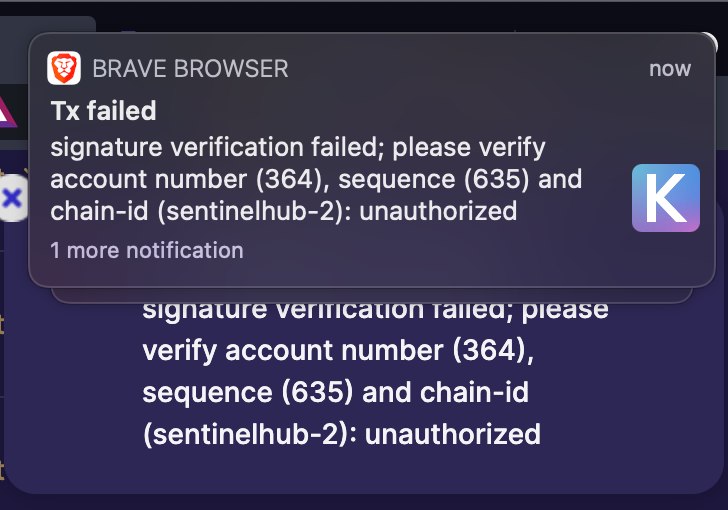 BRAVE BROWSER
now
Tx failed
signature verification failed; please verify
account number (364), sequence (635) and
chain-id (sentinelhub-2): unauthorized
K
1 more notification
signature verification failed; please
verify account number (364),
sequence (635) and chain-id
(sentinelhub-2): unauthorized